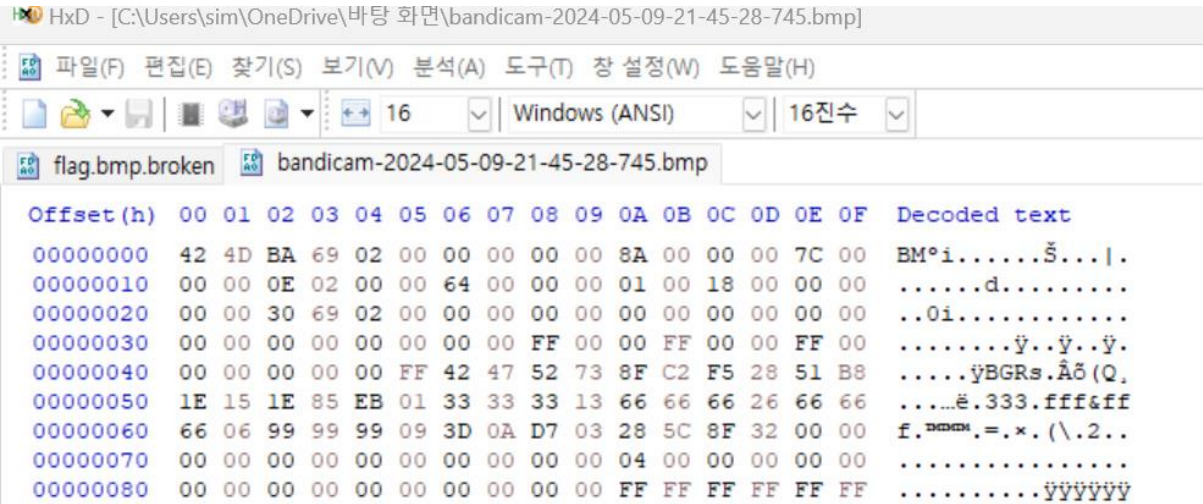 HxD - [C:\Users\sim\OneDrive\바탕 화면\bandicam-2024-05-09-21-45-28-745.bmp]
파일(F) 편집(E) 찾기(S) 보기(V) 분석(A) 도구(T) 창 설정(W) 도움말(H)
16 Windows (ANSI) 16진수
flag.bmp.broken bandicam-2024-05-09-21-45-28-745.bmp
Offset(h) 00 01 02 03 04 05 06 07 08 09 0A 0B 0C 0D 0E 0F Decoded text
00000000 42 4D BA 69 02 00 00 00 00 00 8A 00 00 00 7C 00 BMºi......Š...|.
00000010 00 00 0E 02 00 00 64 00 00 00 01 00 18 00 00 00 ......d.........
00000020 00 00 30 69 02 00 00 00 00 00 00 00 00 00 00 00 ..0i............
00000030 00 00 00 00 00 00 00 00 FF 00 00 FF 00 00 FF 00 ........ÿ..ÿ..ÿ.
00000040 00 00 00 00 00 FF 42 47 52 73 8F C2 F5 28 51 B8 .....ÿBGRs.Âõ(Q¸
00000050 1E 15 1E 85 EB 01 33 33 33 13 66 66 66 26 66 66 ...…ë.333.fff&ff
00000060 66 06 99 99 99 09 3D 0A D7 03 28 5C 8F 32 00 00 f.™™™.=.×.(\.2..
00000070 00 00 00 00 00 00 00 00 00 00 04 00 00 00 00 00 ................
00000080 00 00 00 00 00 00 00 00 00 00 FF FF FF FF FF FF ..........ÿÿÿÿÿÿ